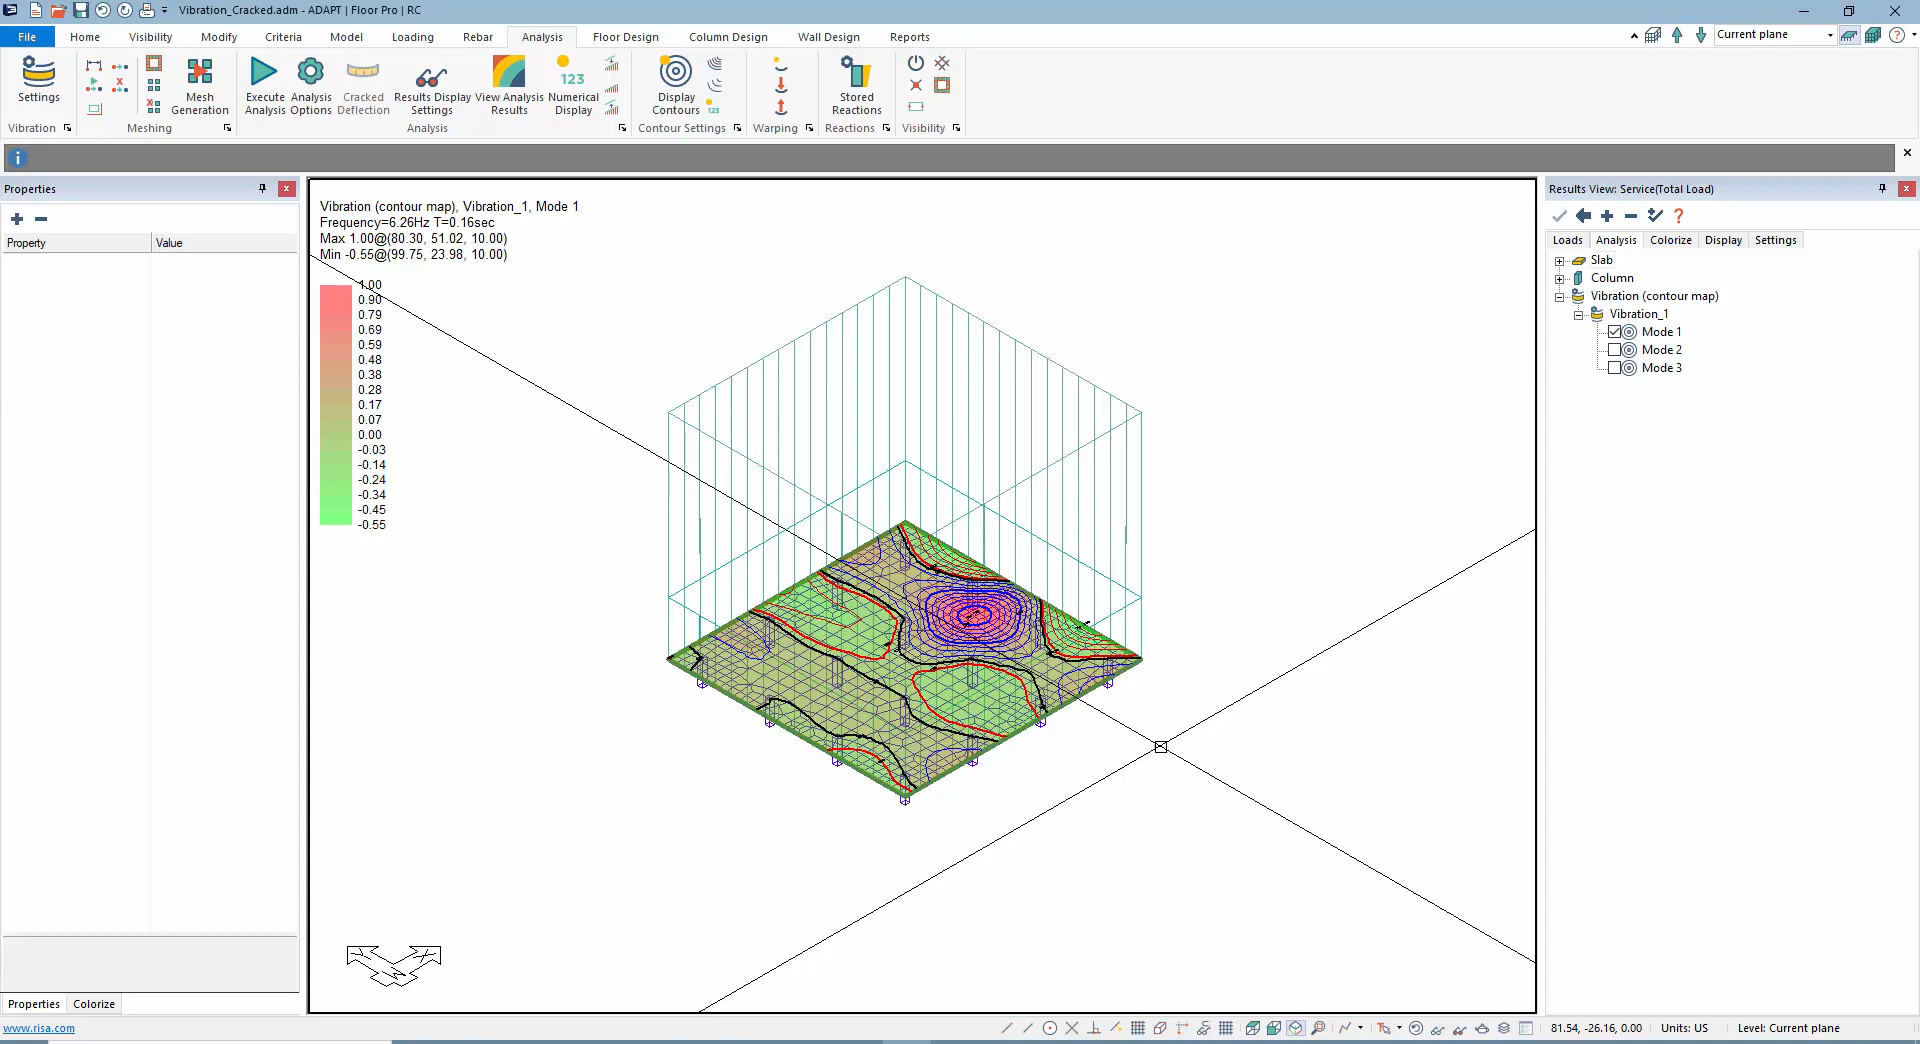 Vibration_Cracked.adm - ADAPT | Floor Pro | RC
File Home Visibility Modify Criteria Model Loading Rebar Analysis Floor Design Column Design Wall Design Reports
Current plane
Settings
Mesh Generation
Execute Analysis
Analysis Options
Cracked Deflection
Results Display Settings
View Analysis Results
123
Numerical Display
Display Contours
123
Stored Reactions
Vibration Meshing Analysis Contour Settings Warping Reactions Visibility
Properties
Property Value
Vibration (contour map), Vibration_1, Mode 1
Frequency=6.26Hz T=0.16sec
Max 1.00@(80.30, 51.02, 10.00)
Min -0.55@(99.75, 23.98, 10.00)
1.00
0.90
0.79
0.69
0.59
0.48
0.38
0.28
0.17
0.07
0.00
-0.03
-0.14
-0.24
-0.34
-0.45
-0.55
Results View: Service(Total Load)
Loads Analysis Colorize Display Settings
Slab
Column
Vibration (contour map)
Vibration_1
Mode 1
Mode 2
Mode 3
Properties Colorize
www.risa.com
81.54, -26.16, 0.00 Units: US Level: Current plane